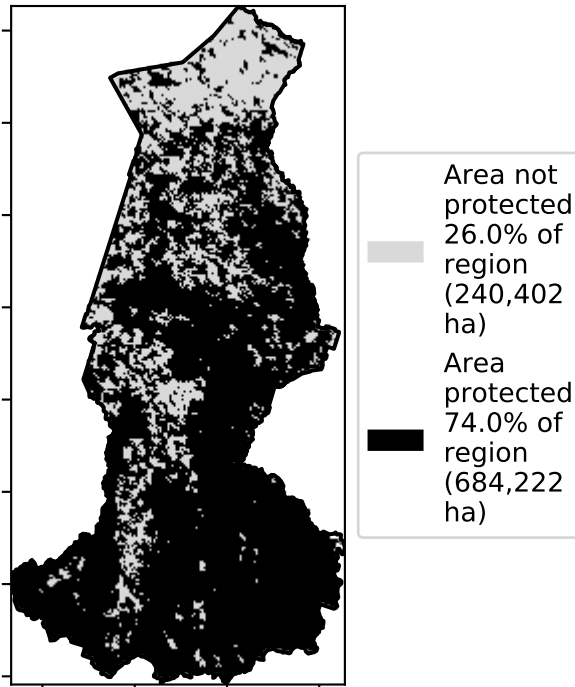 Area not
protected
26.0% of
region
(240,402
ha)
Area
protected
74.0% of
region
(684,222
ha)